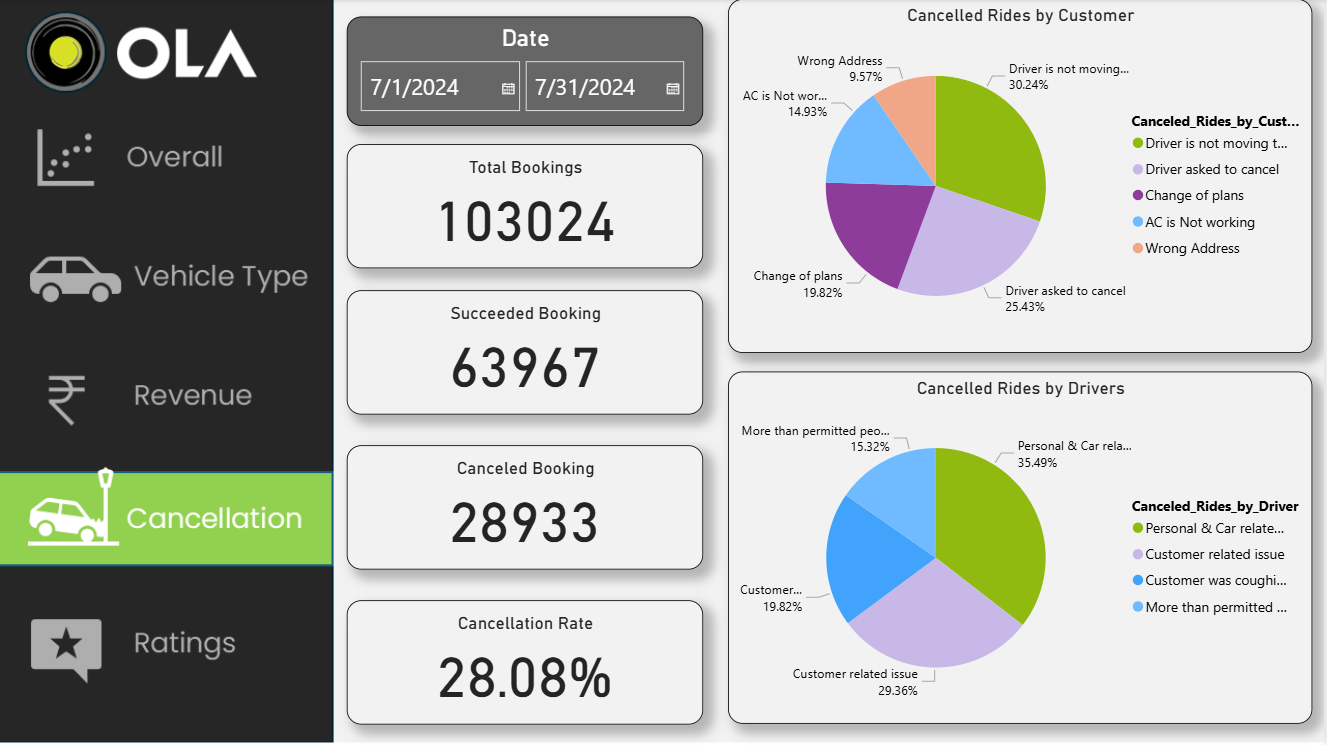 OLA
Overall
Vehicle Type
Revenue
Cancellation
Ratings
Date
7/1/2024
7/31/2024
Total Bookings
103024
Succeeded Booking
63967
Canceled Booking
28933
Cancellation Rate
28.08%
Cancelled Rides by Customer
Wrong Address
9.57%
AC is Not wor...
14.93%
Change of plans
19.82%
Driver is not moving...
30.24%
Driver asked to cancel
25.43%
Canceled_Rides_by_Cust...
Driver is not moving t...
Driver asked to cancel
Change of plans
AC is Not working
Wrong Address
Cancelled Rides by Drivers
More than permitted peo...
15.32%
Customer...
19.82%
Customer related issue
29.36%
Personal & Car rela...
35.49%
Canceled_Rides_by_Driver
Personal & Car relate...
Customer related issue
Customer was coughi...
More than permitted ...